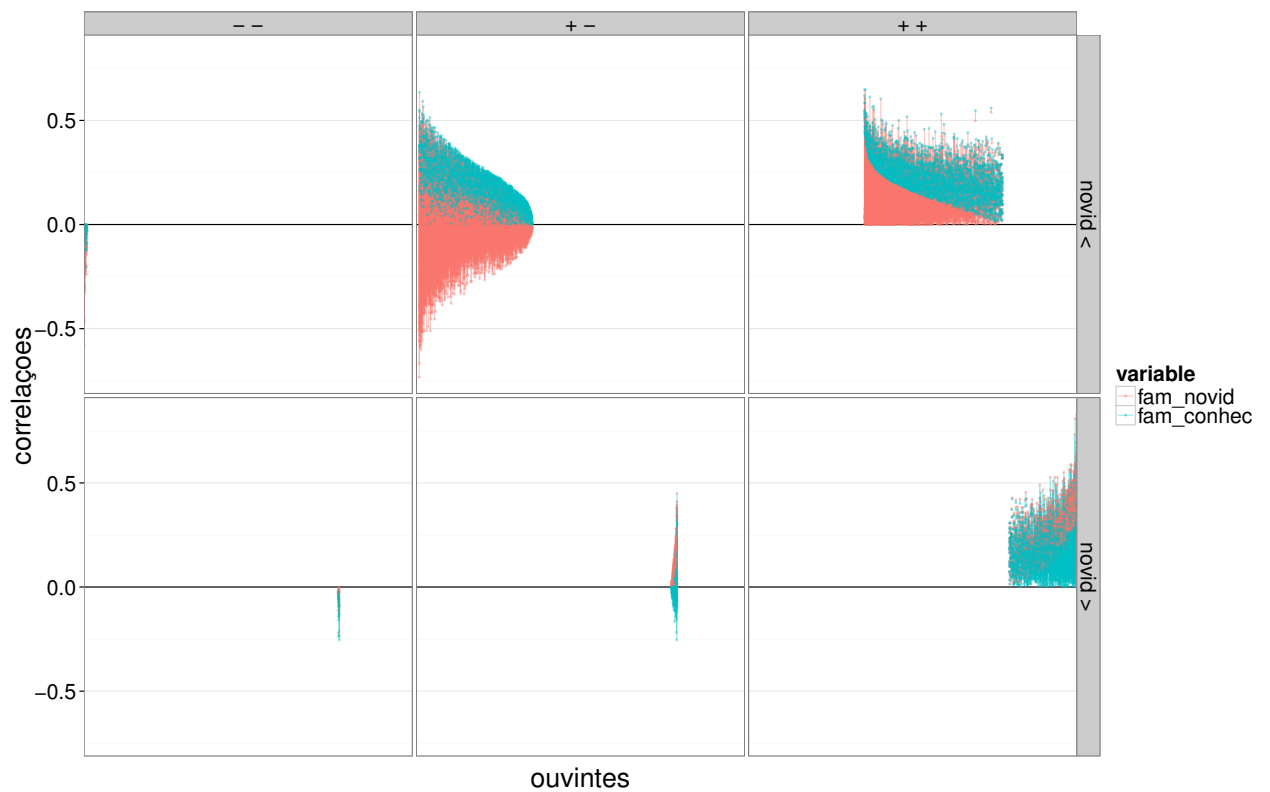 − − + − + +
0.5
0.0
−0.5
novid <
0.5
0.0
−0.5
novid >
correlaçoes
ouvintes
variable
fam_novid
fam_conhec